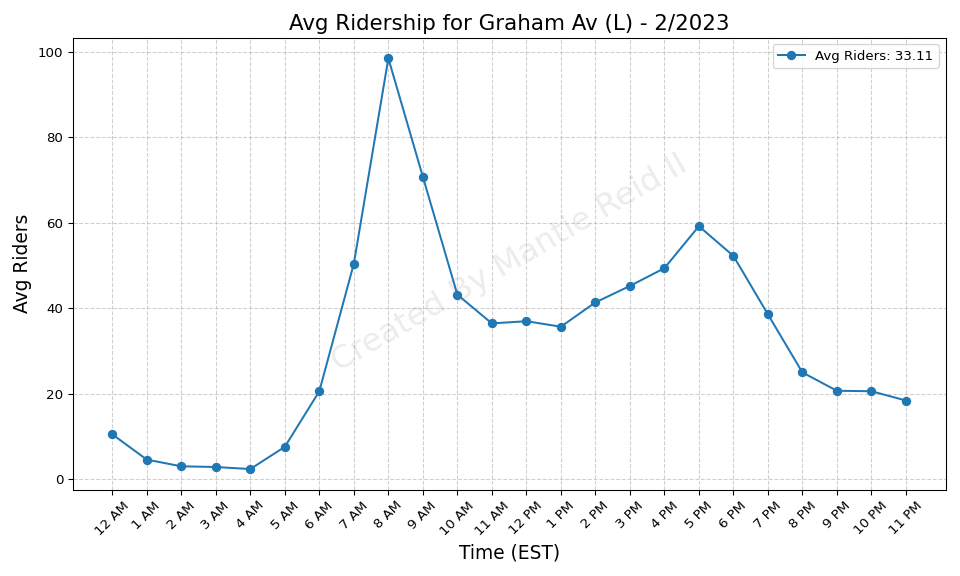 Avg Ridership for Graham Av (L) - 2/2023
Avg Riders: 33.11
Avg Riders
100
80
60
40
20
0
Created By Mantle Reid II
12 AM
1 AM
2 AM
3 AM
4 AM
5 AM
6 AM
7 AM
8 AM
9 AM
10 AM
11 AM
12 PM
1 PM
2 PM
3 PM
4 PM
5 PM
6 PM
7 PM
8 PM
9 PM
10 PM
11 PM
Time (EST)